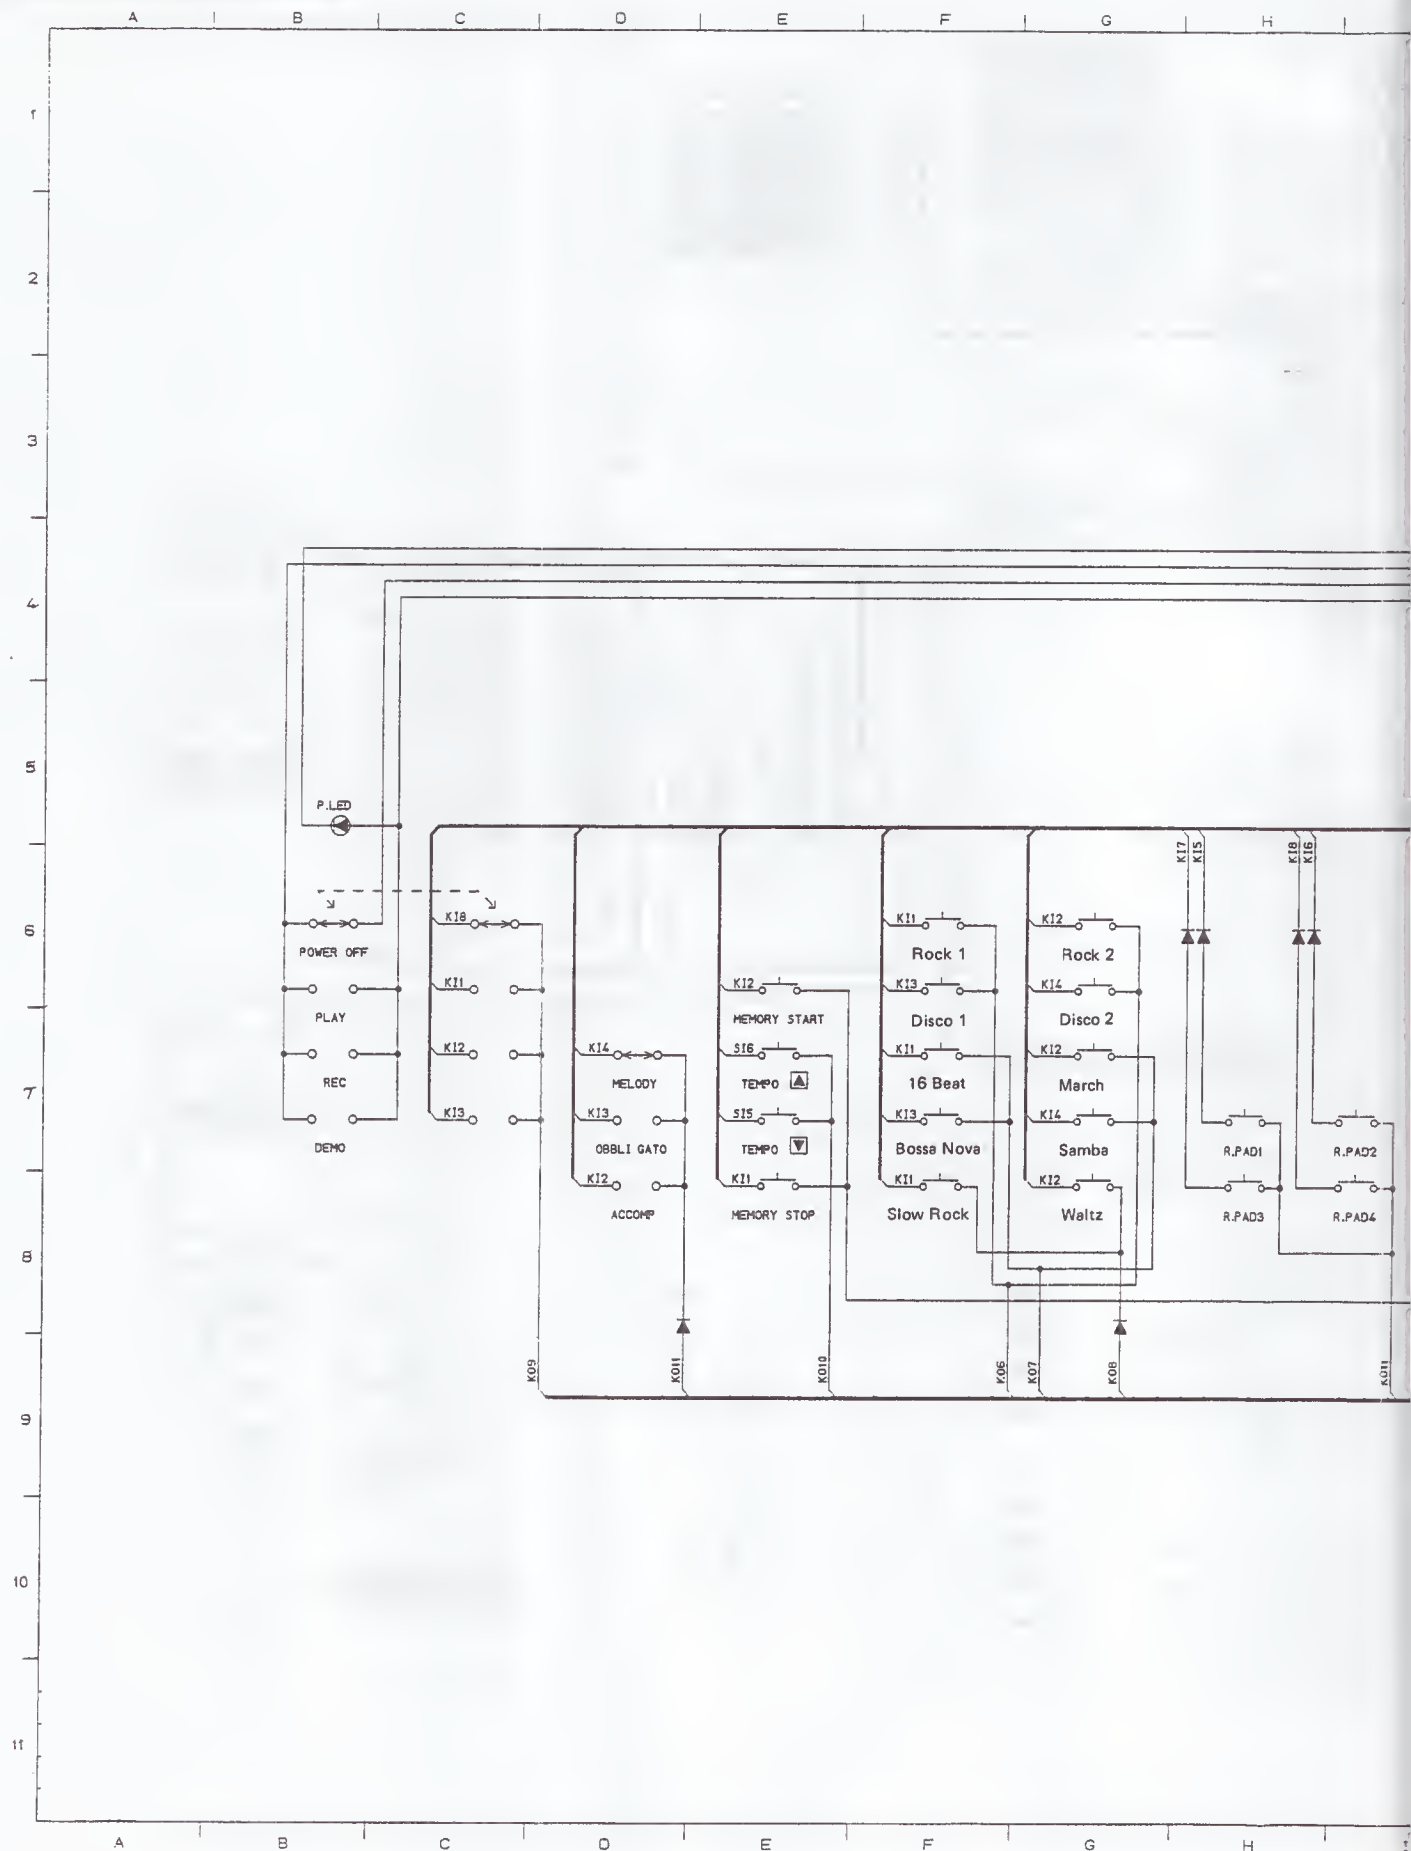 A B C D E F G H
1
2
3
4
5
P.LED
KI7 KI5 KI8 KI6
6
KI8 KI1 KI2
POWER OFF Rock 1 Rock 2
KI1 KI2 KI3 KI4
PLAY MEMORY START Disco 1 Disco 2
KI2 KI4 SI6 KI1 KI2
REC MELODY TEMPO ▲ 16 Beat March
7
KI3 KI3 SI5 KI3 KI4
DEMO OBBLI GATO TEMPO ▼ Bossa Nova Samba R.PAD1 R.PAD2
KI2 KI1 KI1 KI2
ACCOMP MEMORY STOP Slow Rock Waltz R.PAD3 R.PAD4
8
KO9 KO11 KO10 KO6 KO7 KO8 KO11
9
10
11
A B C D E F G H